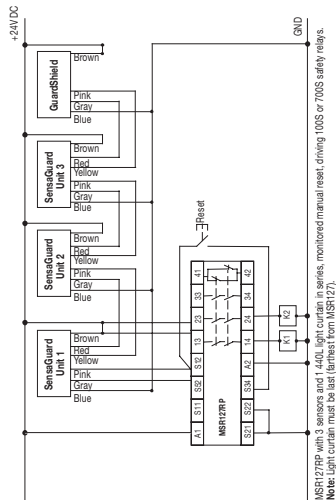 +24V DC
GND
SensaGuard
Unit 1
Brown
Red
Yellow
Pink
Gray
Blue
SensaGuard
Unit 2
Brown
Red
Yellow
Pink
Gray
Blue
SensaGuard
Unit 3
Brown
Red
Yellow
Pink
Gray
Blue
GuardShield
Brown
Pink
Gray
Blue
Reset
A1 S11 S52 S12 13 23 33 41
MSR127RP
S21 S22 S34 A2 14 24 34 42
K1 K2
MSR127RP with 3 sensors and 1 440L light curtain in series, monitored manual reset, driving 100S or 700S safety relays.
Note: Light curtain must be last (farthest from MSR127).